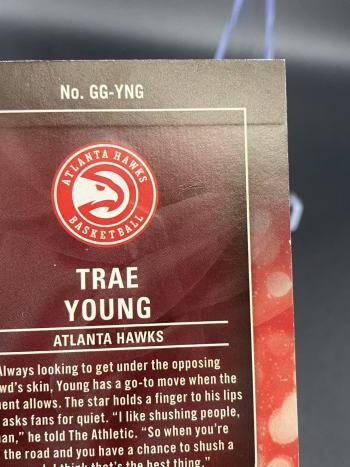 No. GG-YNG
ATLANTA HAWKS
BASKETBALL
TRAE
YOUNG
ATLANTA HAWKS
Always looking to get under the opposing
wd's skin, Young has a go-to move when the
ent allows. The star holds a finger to his lips
asks fans for quiet. "I like shushing people,
an," he told The Athletic. "So when you're
the road and you have a chance to shush a
I think that's the best thing."